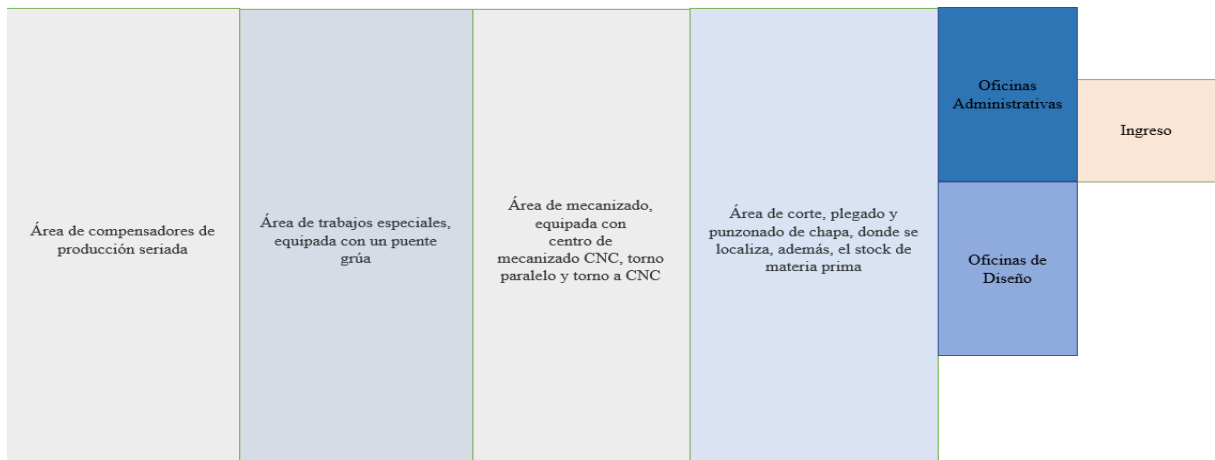 Área de compensadores de
producción seriada
Área de trabajos especiales,
equipada con un puente
grúa
Área de mecanizado,
equipada con
centro de
mecanizado CNC, torno
paralelo y torno a CNC
Área de corte, plegado y
punzonado de chapa, donde se
localiza, además, el stock de
materia prima
Oficinas
Administrativas
Oficinas de
Diseño
Ingreso